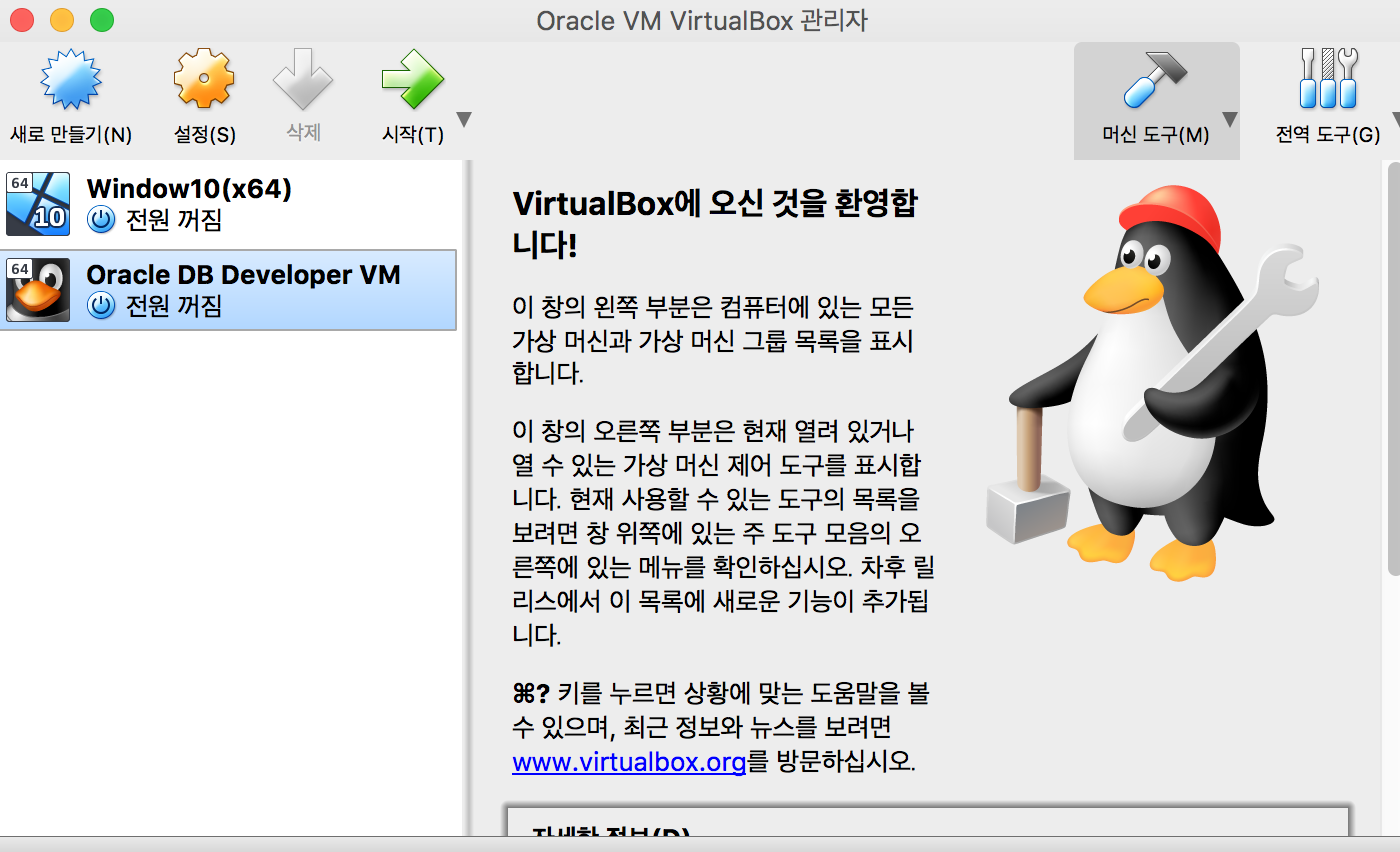 Oracle VM VirtualBox 관리자
새로 만들기(N)
설정(S)
삭제
시작(T)
머신 도구(M)
전역 도구(G)
64
10
Window10(x64)
전원 꺼짐
64
Oracle DB Developer VM
전원 꺼짐
VirtualBox에 오신 것을 환영합
니다!
이 창의 왼쪽 부분은 컴퓨터에 있는 모든
가상 머신과 가상 머신 그룹 목록을 표시
합니다.
이 창의 오른쪽 부분은 현재 열려 있거나
열 수 있는 가상 머신 제어 도구를 표시합
니다. 현재 사용할 수 있는 도구의 목록을
보려면 창 위쪽에 있는 주 도구 모음의 오
른쪽에 있는 메뉴를 확인하십시오. 차후 릴
리스에서 이 목록에 새로운 기능이 추가됩
니다.
⌘? 키를 누르면 상황에 맞는 도움말을 볼
수 있으며, 최근 정보와 뉴스를 보려면
www.virtualbox.org를 방문하십시오.
자세한 정보(D)